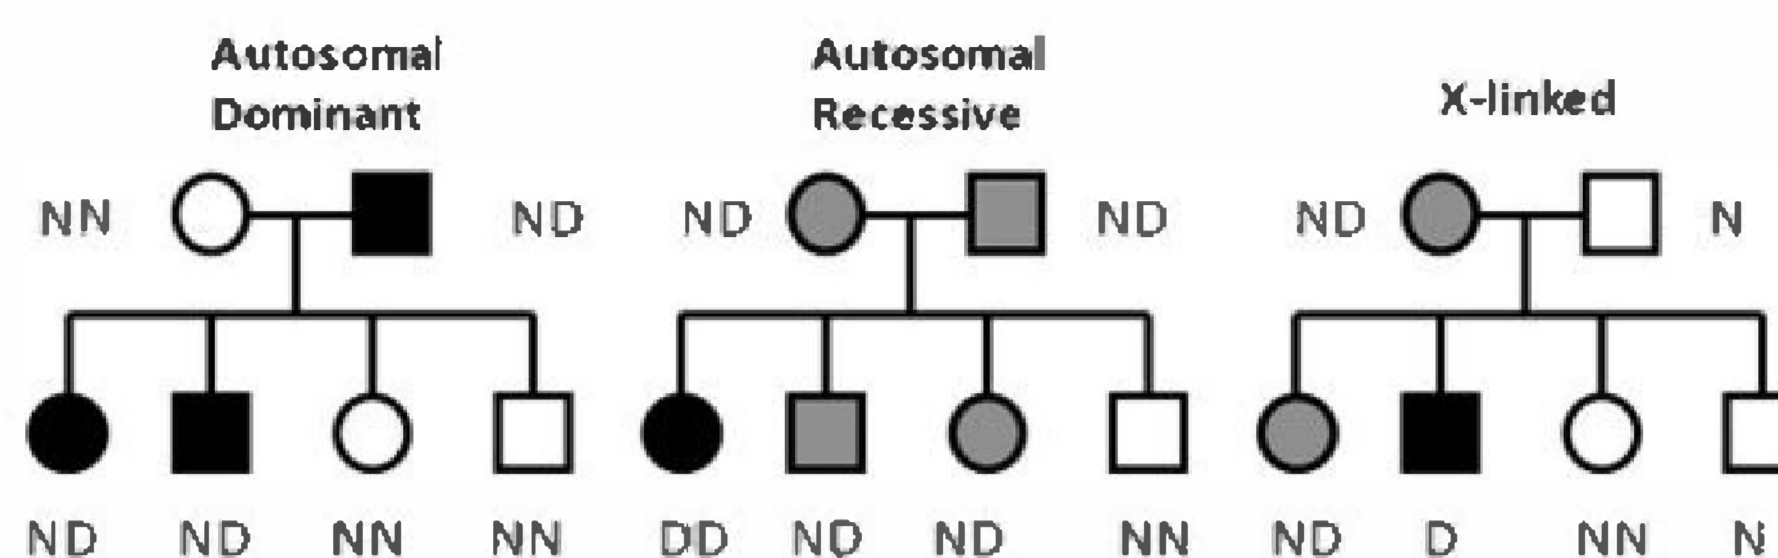 Autosomal
Dominant
Autosomal
Recessive
X-linked
NN ND ND ND ND N
ND ND NN NN DD ND ND NN ND D NN N